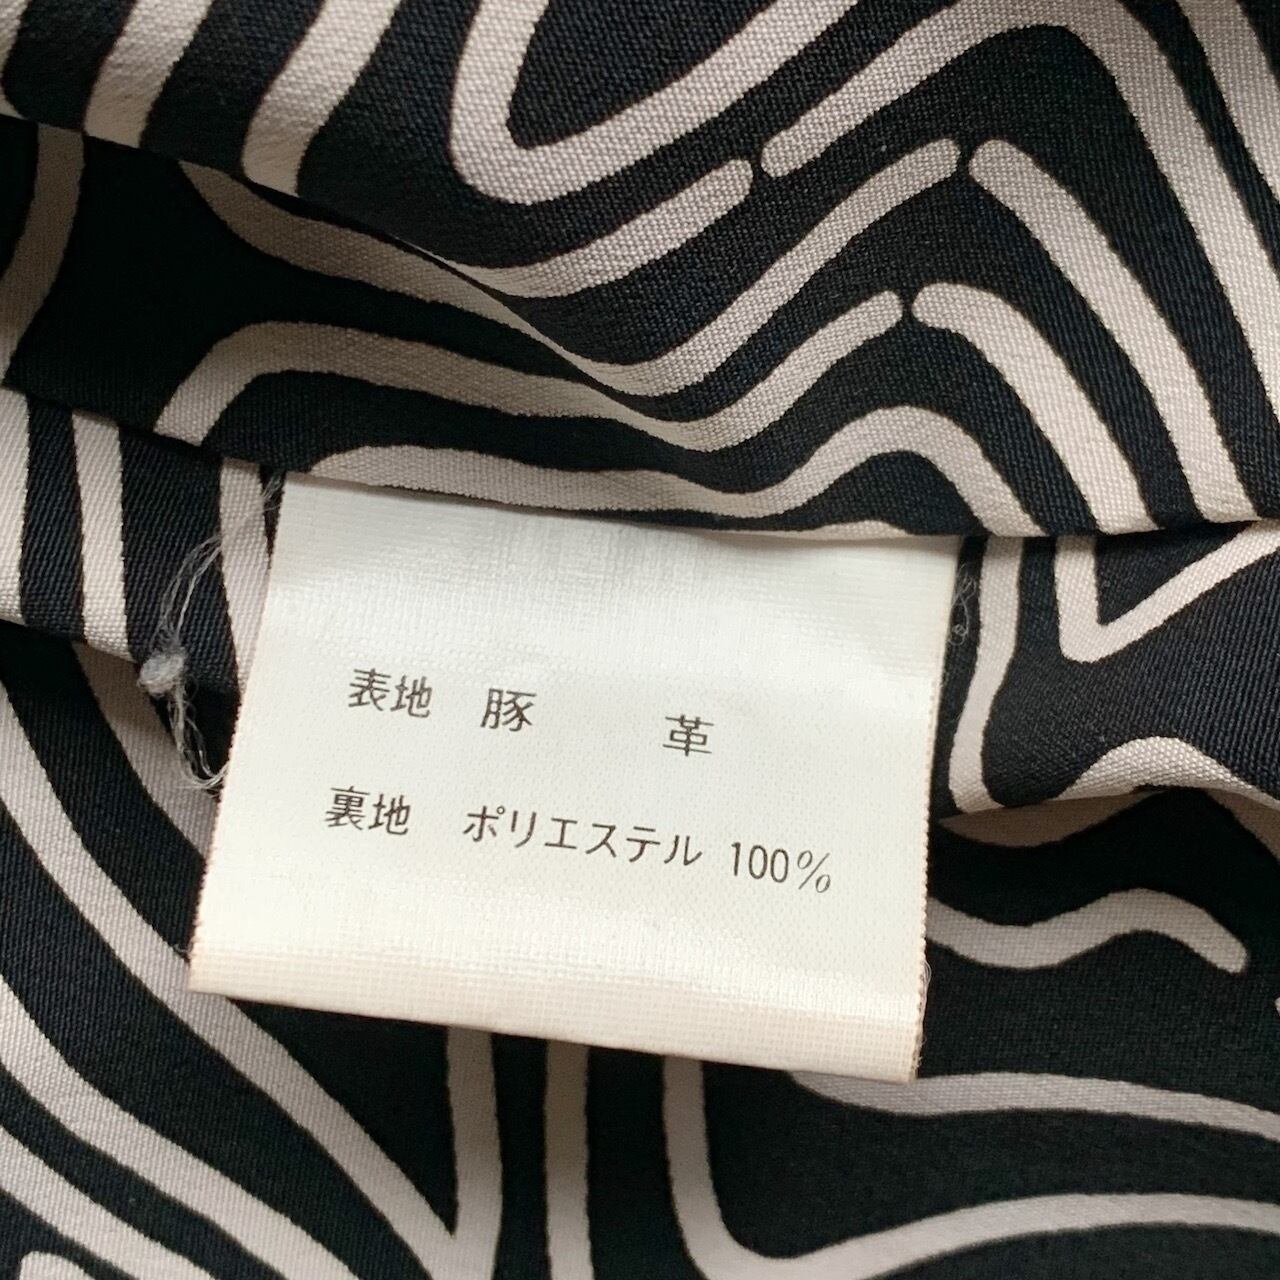 表地 豚 革
裏地 ポリエステル 100%